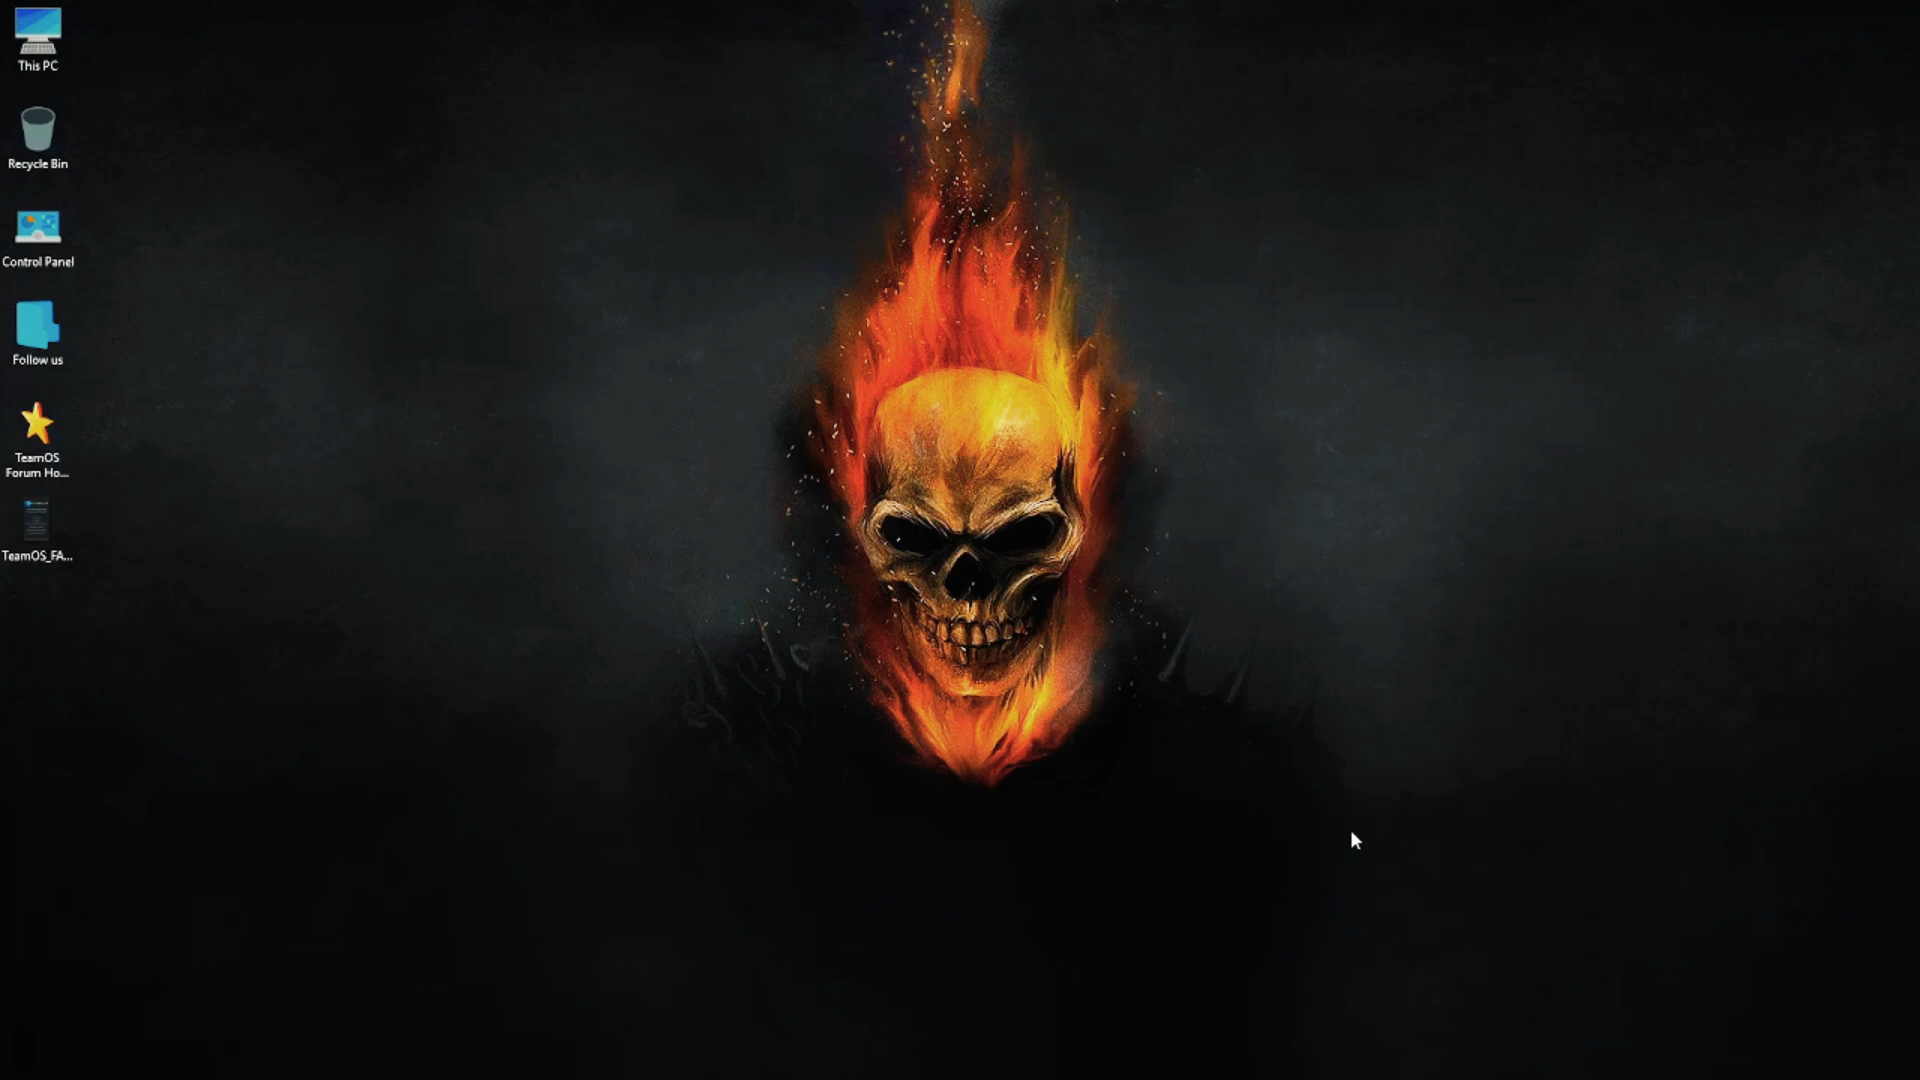 This PC
Recycle Bin
Control Panel
Follow us
TeamOS
Forum Ho...
TeamOS_FA...